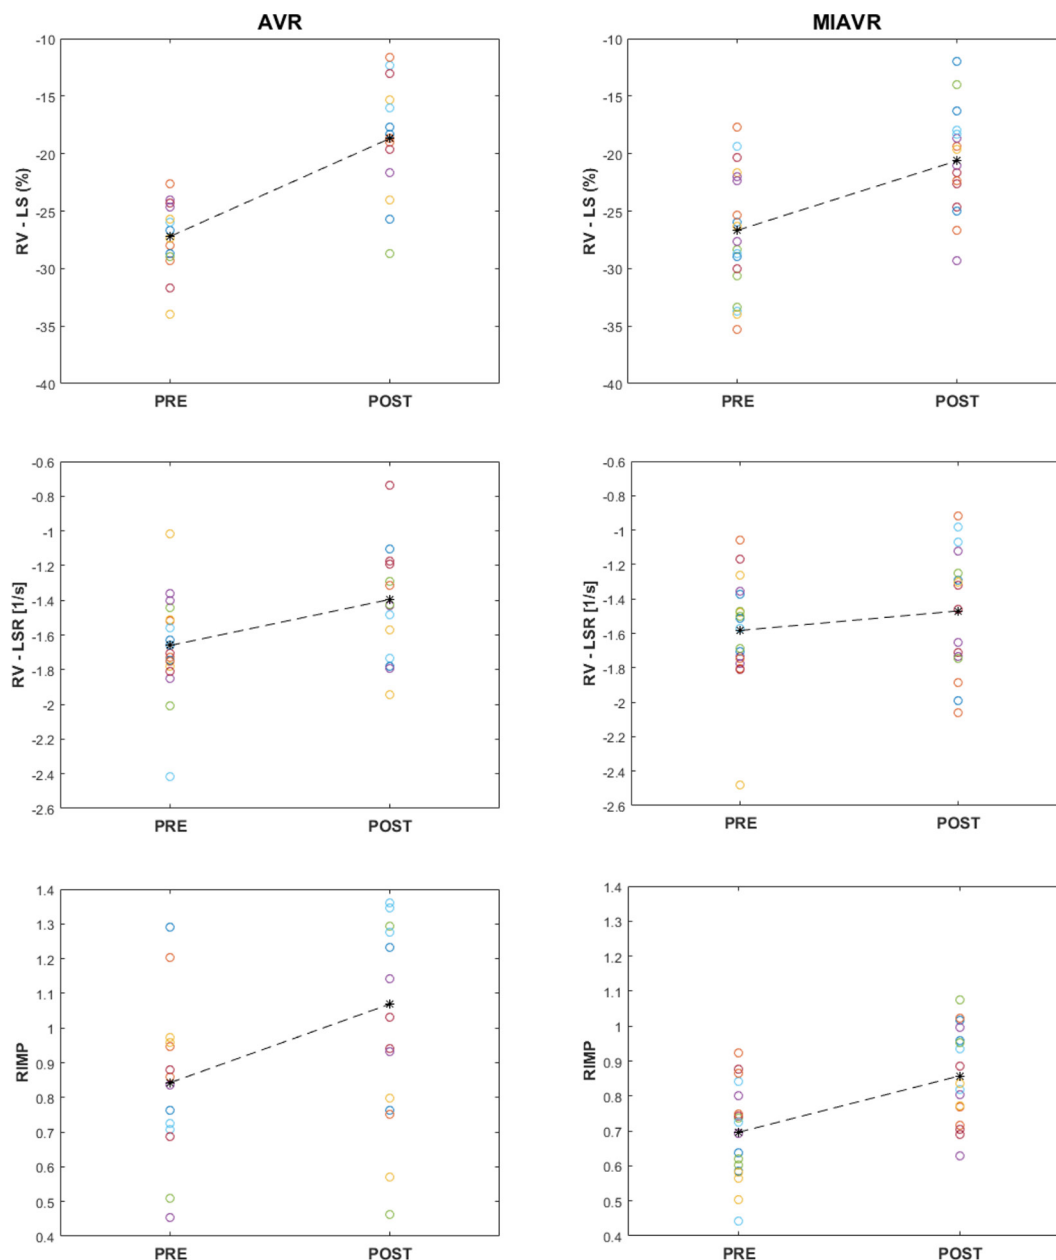 AVR
MIAVR
-10
-15
-20
-25
-30
-35
-40
RV - LS (%)
PRE
POST
-10
-15
-20
-25
-30
-35
-40
RV - LS (%)
PRE
POST
-0.6
-0.8
-1
-1.2
-1.4
-1.6
-1.8
-2
-2.2
-2.4
-2.6
RV - LSR [1/s]
PRE
POST
-0.6
-0.8
-1
-1.2
-1.4
-1.6
-1.8
-2
-2.2
-2.4
-2.6
RV - LSR [1/s]
PRE
POST
1.4
1.3
1.2
1.1
1
0.9
0.8
0.7
0.6
0.5
0.4
RIMP
PRE
POST
1.4
1.3
1.2
1.1
1
0.9
0.8
0.7
0.6
0.5
0.4
RIMP
PRE
POST